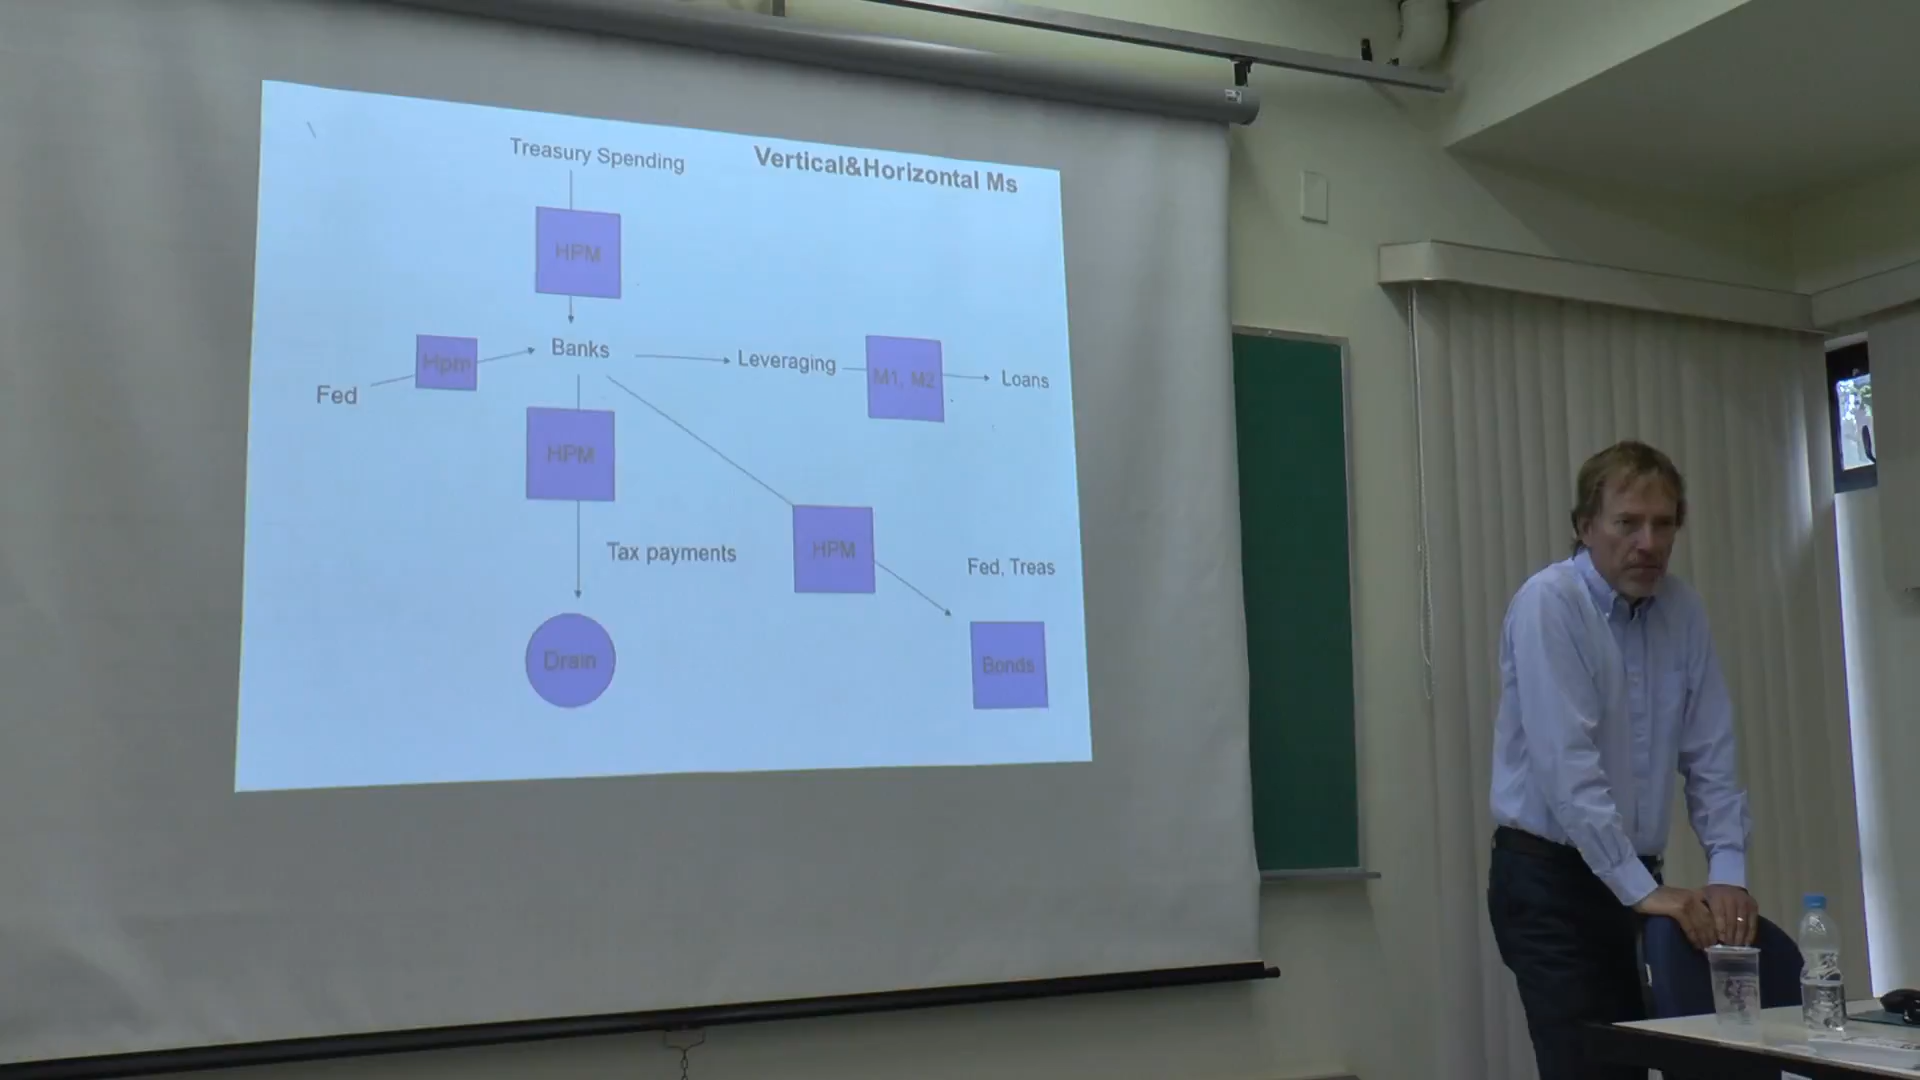 Treasury Spending
Vertical&Horizontal Ms
HPM
Hpm
Banks
Leveraging
M1, M2
Loans
Fed
HPM
Tax payments
HPM
Fed, Treas
Drain
Bonds